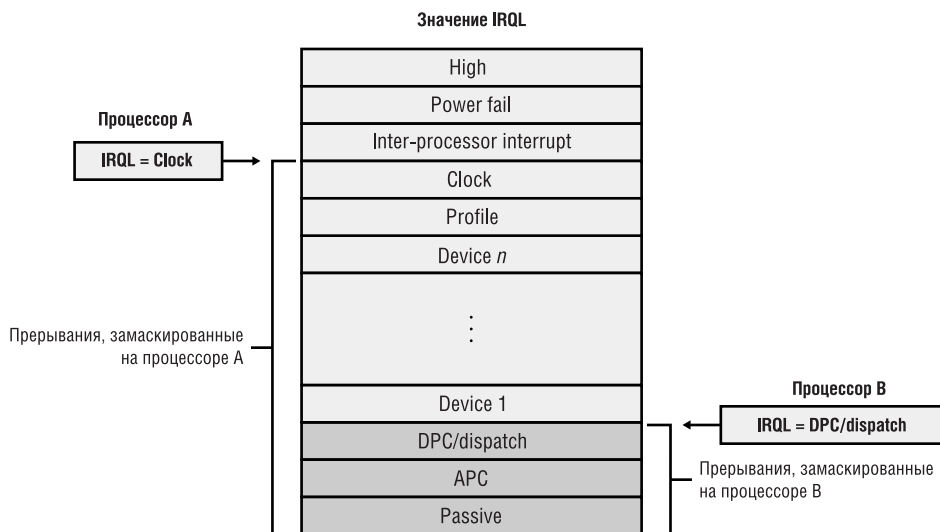 Значение IRQL
High
Power fail
Процессор А
Inter-processor interrupt
IRQL = Clock
Clock
Profile
Device n
⋮
Прерывания, замаскированные
на процессоре А
Device 1
Процессор В
DPC/dispatch
IRQL = DPC/dispatch
APC
Прерывания, замаскированные
на процессоре В
Passive